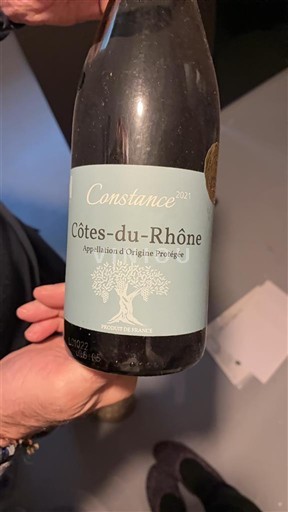 Constance 2021
Côtes-du-Rhône
Appellation d'Origine Protégée
PRODUIT DE FRANCE